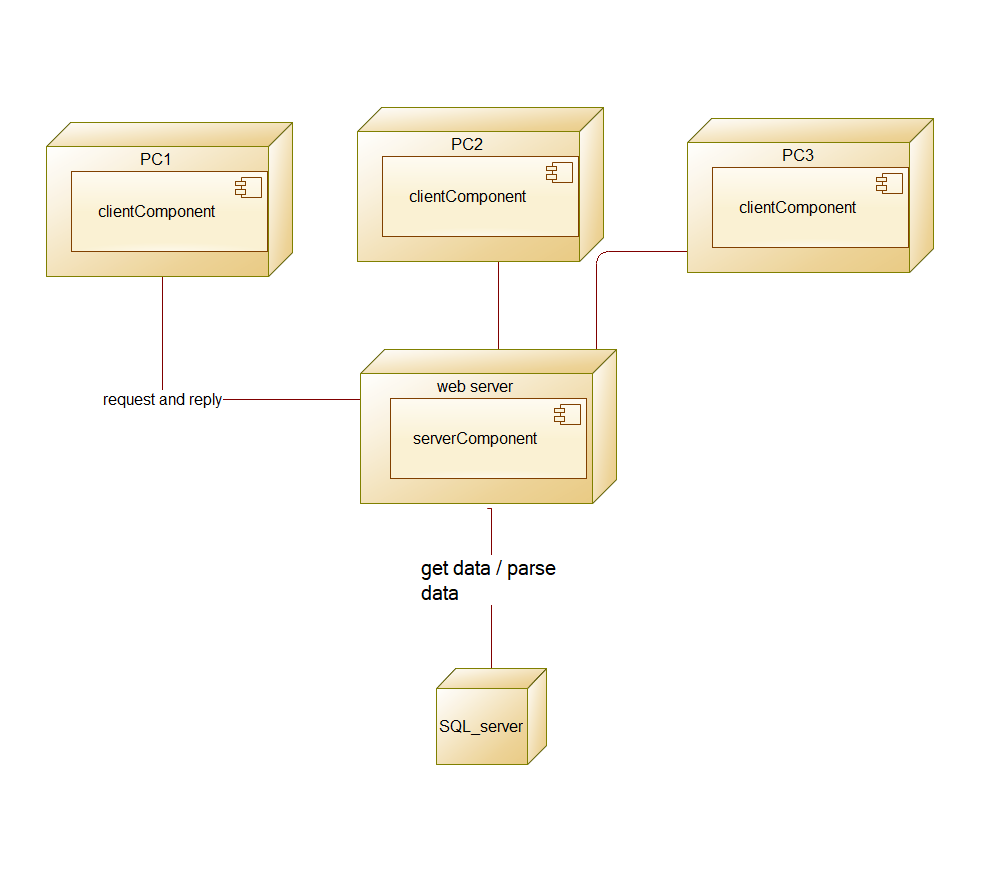 PC1
clientComponent
PC2
clientComponent
PC3
clientComponent
request and reply
web server
serverComponent
get data / parse
data
SQL_server